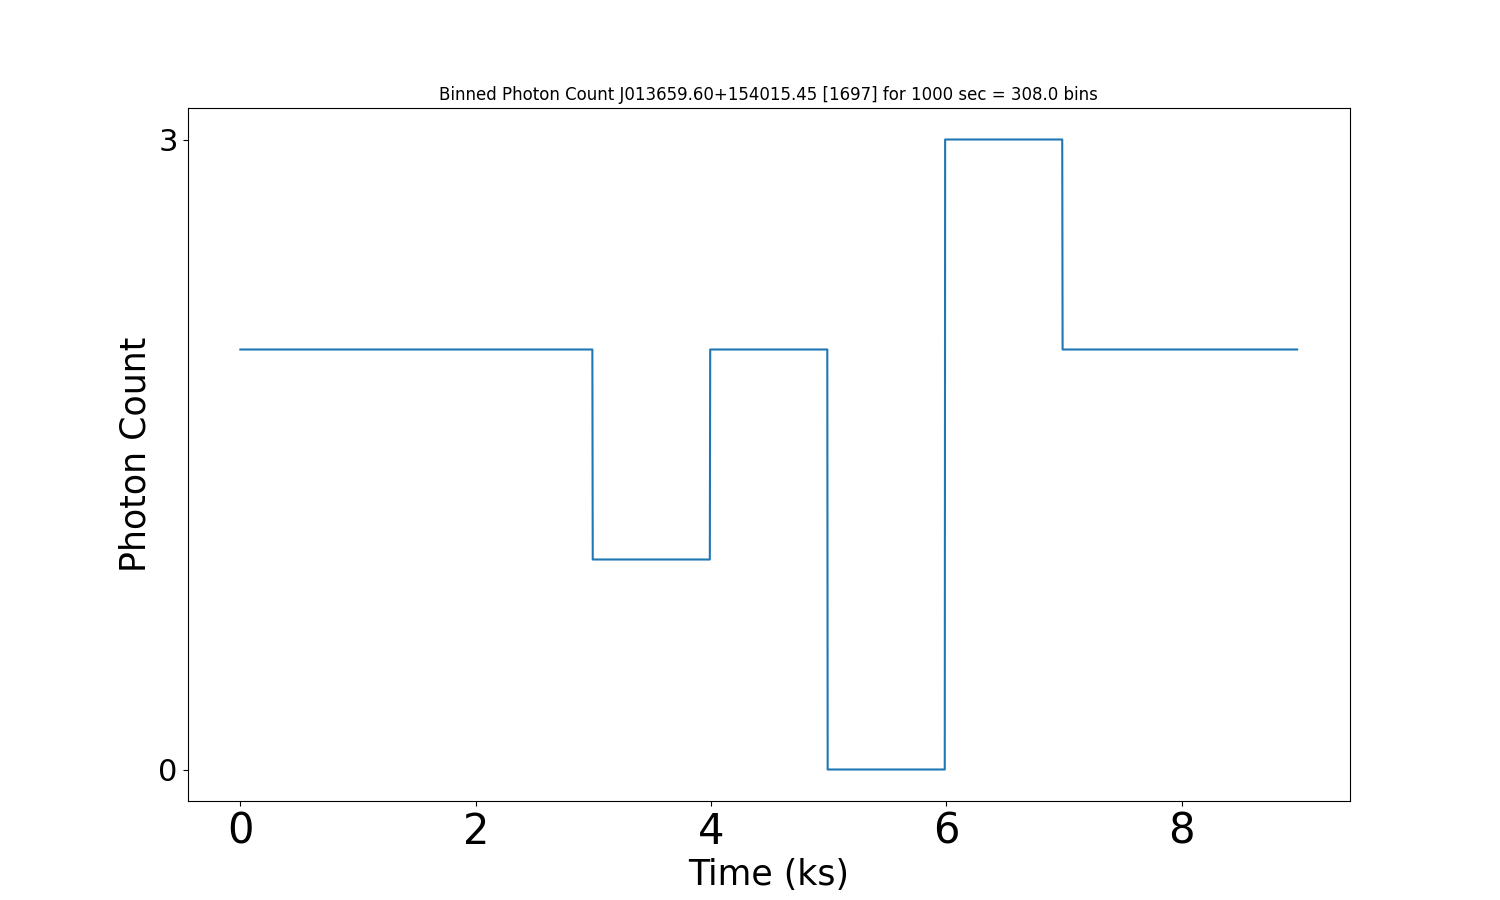 Binned Photon Count J013659.60+154015.45 [1697] for 1000 sec = 308.0 bins
3
Photon Count
0
0 2 4 6 8
Time (ks)